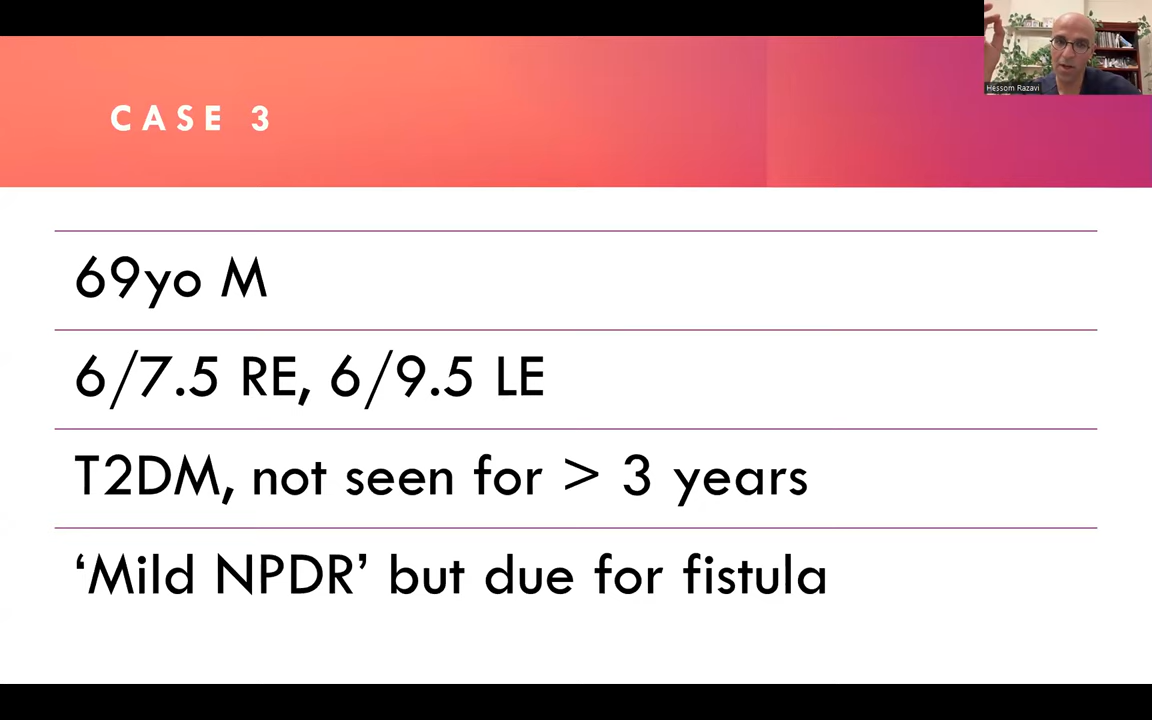 Hessom Razavi
CASE 3
69yo M
6/7.5 RE, 6/9.5 LE
T2DM, not seen for > 3 years
‘Mild NPDR’ but due for fistula